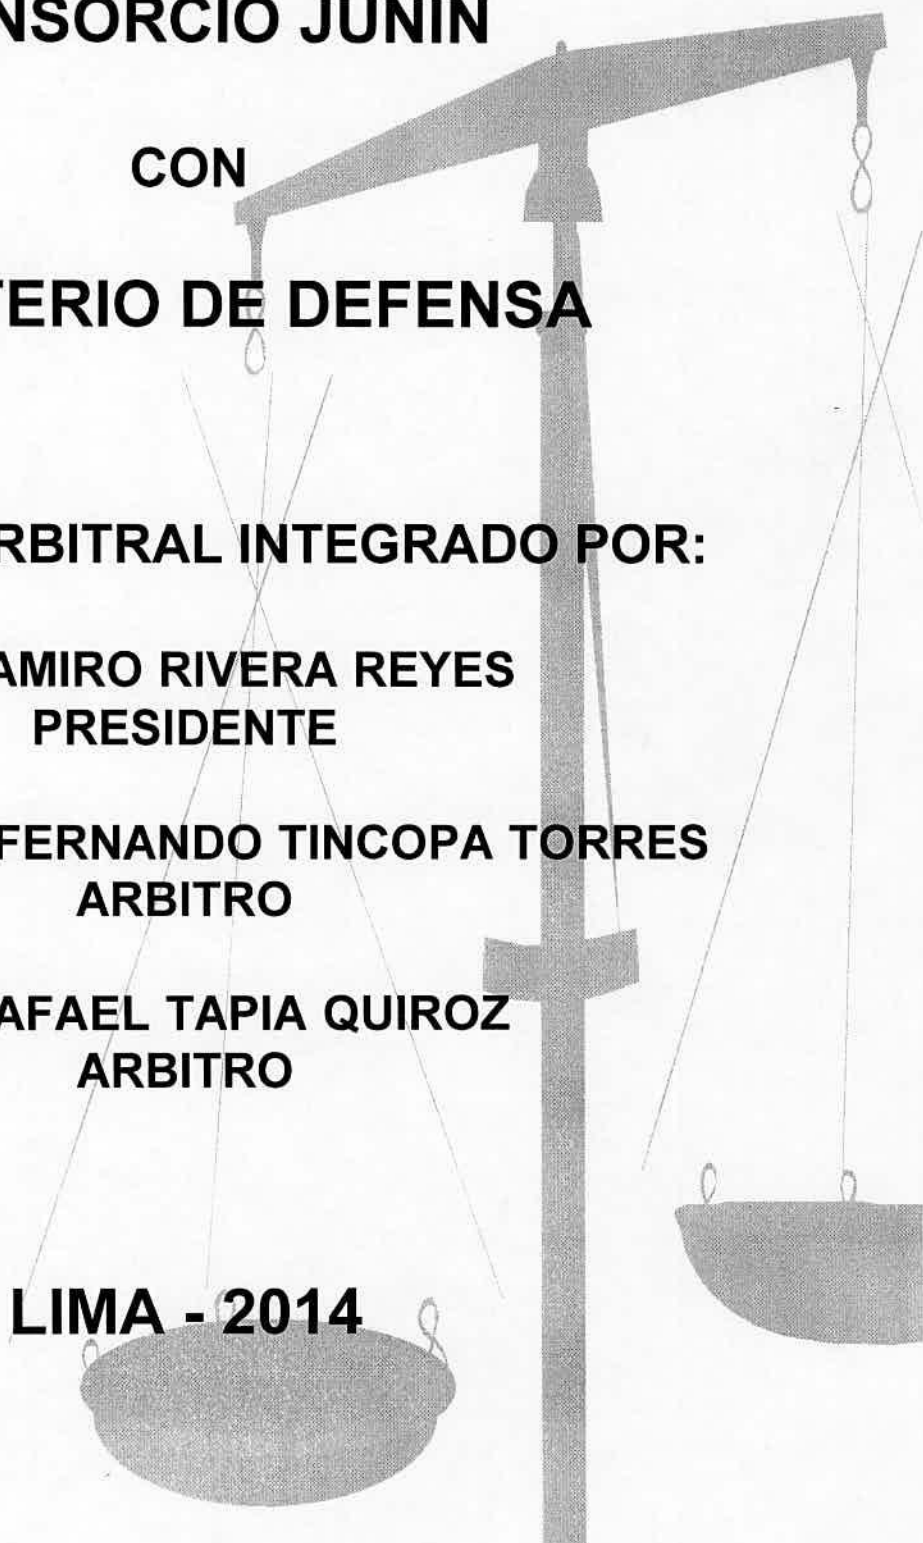 NSORCIO JUNIN
CON
TERIO DE DEFENSA
RBITRAL INTEGRADO POR:
AMIRO RIVERA REYES
PRESIDENTE
FERNANDO TINCOPA TORRES
ARBITRO
AFAEL TAPIA QUIROZ
ARBITRO
LIMA - 2014